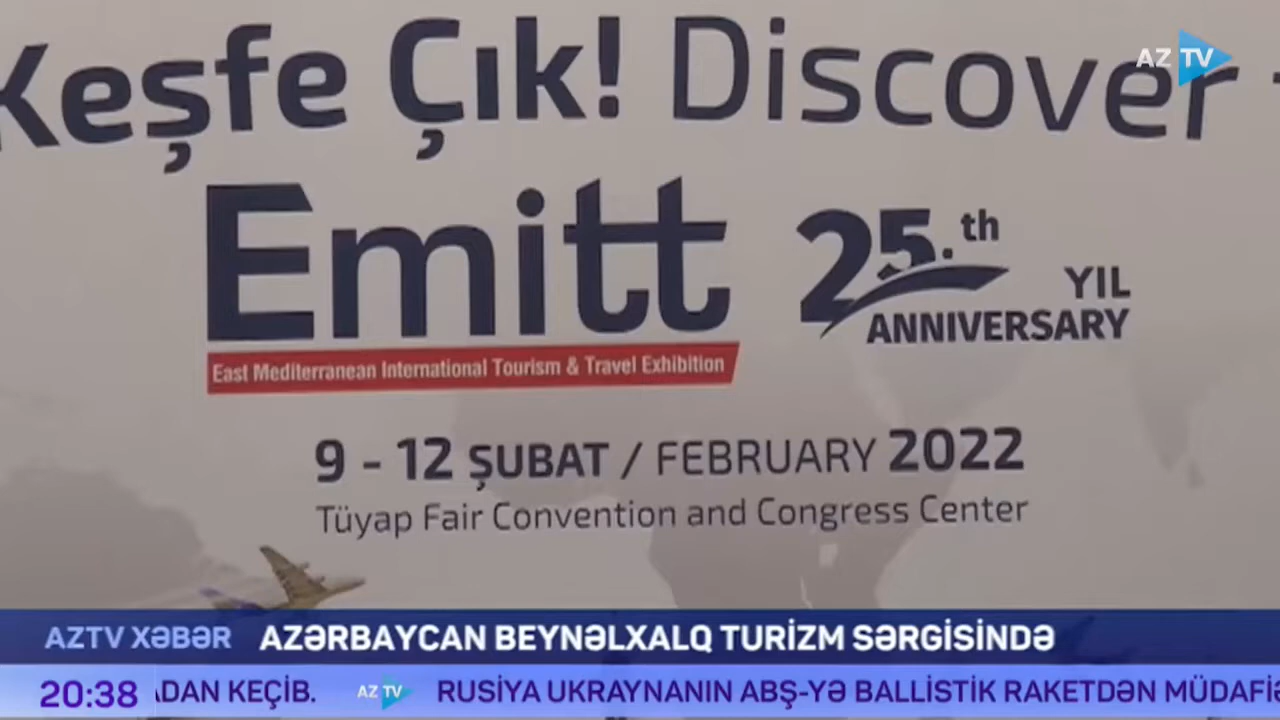 Keşfe Çık! Discover
AZ TV
Emitt
25.th
YIL
ANNIVERSARY
East Mediterranean International Tourism & Travel Exhibition
9 - 12 ŞUBAT / FEBRUARY 2022
Tüyap Fair Convention and Congress Center
AZTV XƏBƏR AZƏRBAYCAN BEYNƏLXALQ TURİZM SƏRGİSİNDƏ
20:38 DAN KEÇİB. AZ TV RUSİYA UKRAYNANIN ABŞ-YƏ BALLİSTİK RAKETDƏN MÜDAFİƏ